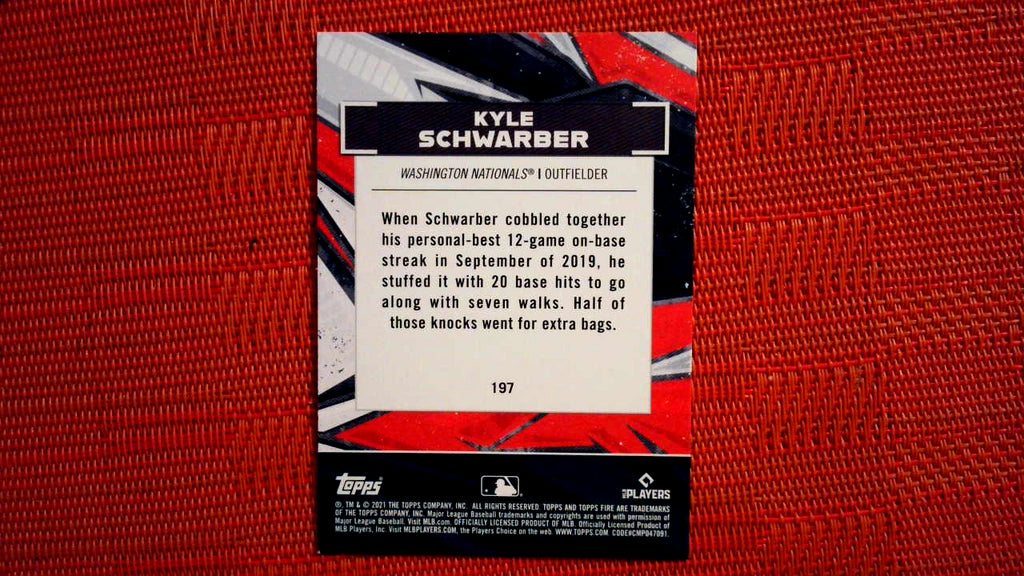 KYLE
SCHWARBER
WASHINGTON NATIONALS® | OUTFIELDER
When Schwarber cobbled together
his personal-best 12-game on-base
streak in September of 2019, he
stuffed it with 20 base hits to go
along with seven walks. Half of
those knocks went for extra bags.
197
Topps®
MLB PLAYERS
®, TM & © 2021 THE TOPPS COMPANY, INC. ALL RIGHTS RESERVED. TOPPS AND TOPPS FIRE ARE TRADEMARKS
OF THE TOPPS COMPANY, INC. Major League Baseball trademarks and copyrights are used with permission of
Major League Baseball. Visit MLB.com. OFFICIALLY LICENSED PRODUCT OF MLB. Officially Licensed Product of
MLB Players, Inc. Visit MLBPLAYERS.COM, the Players Choice on the web. WWW.TOPPS.COM. CODE#CMP047091.